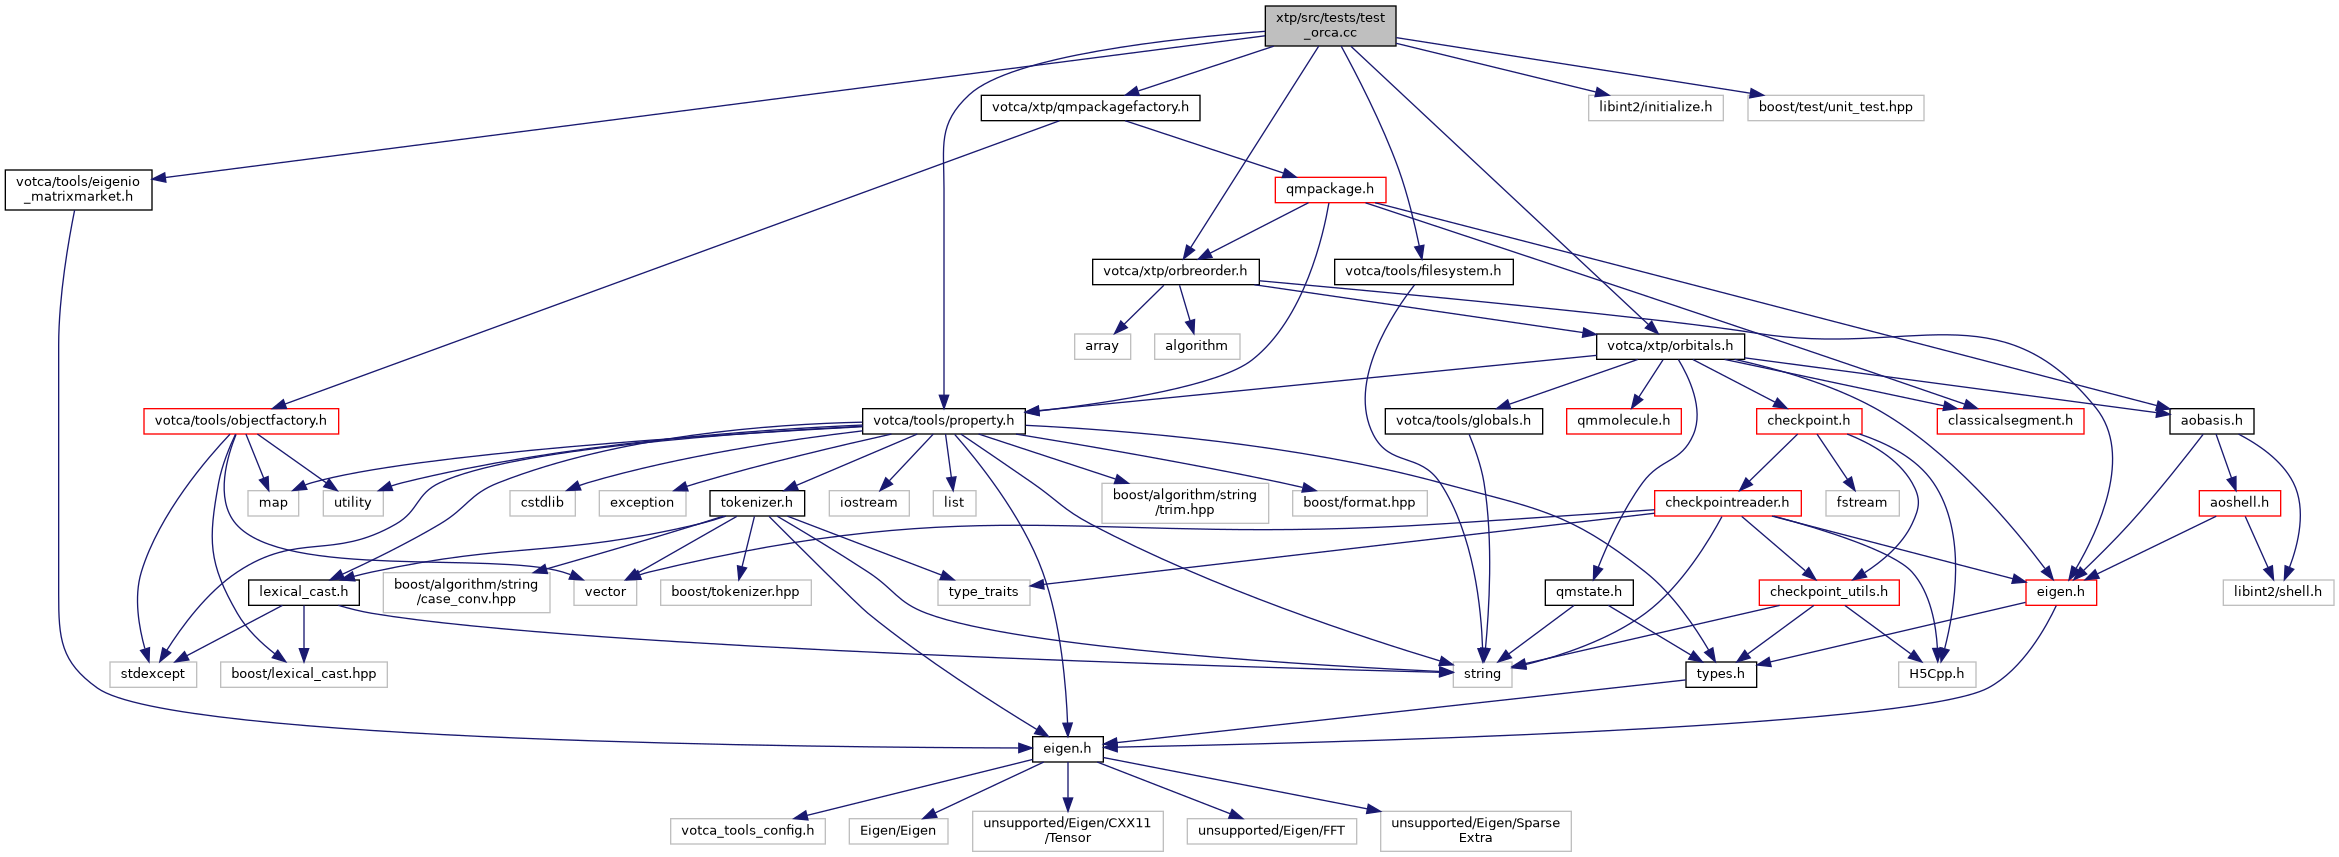 xtp/src/tests/test
_orca.cc
votca/xtp/qmpackagefactory.h
libint2/initialize.h
boost/test/unit_test.hpp
votca/tools/eigenio
_matrixmarket.h
qmpackage.h
votca/xtp/orbreorder.h
votca/tools/filesystem.h
array
algorithm
votca/xtp/orbitals.h
votca/tools/objectfactory.h
votca/tools/property.h
votca/tools/globals.h
qmmolecule.h
checkpoint.h
classicalsegment.h
aobasis.h
map
utility
cstdlib
exception
tokenizer.h
iostream
list
boost/algorithm/string
/trim.hpp
boost/format.hpp
checkpointreader.h
fstream
aoshell.h
lexical_cast.h
boost/algorithm/string
/case_conv.hpp
vector
boost/tokenizer.hpp
type_traits
qmstate.h
checkpoint_utils.h
eigen.h
libint2/shell.h
stdexcept
boost/lexical_cast.hpp
string
types.h
H5Cpp.h
eigen.h
votca_tools_config.h
Eigen/Eigen
unsupported/Eigen/CXX11
/Tensor
unsupported/Eigen/FFT
unsupported/Eigen/Sparse
Extra